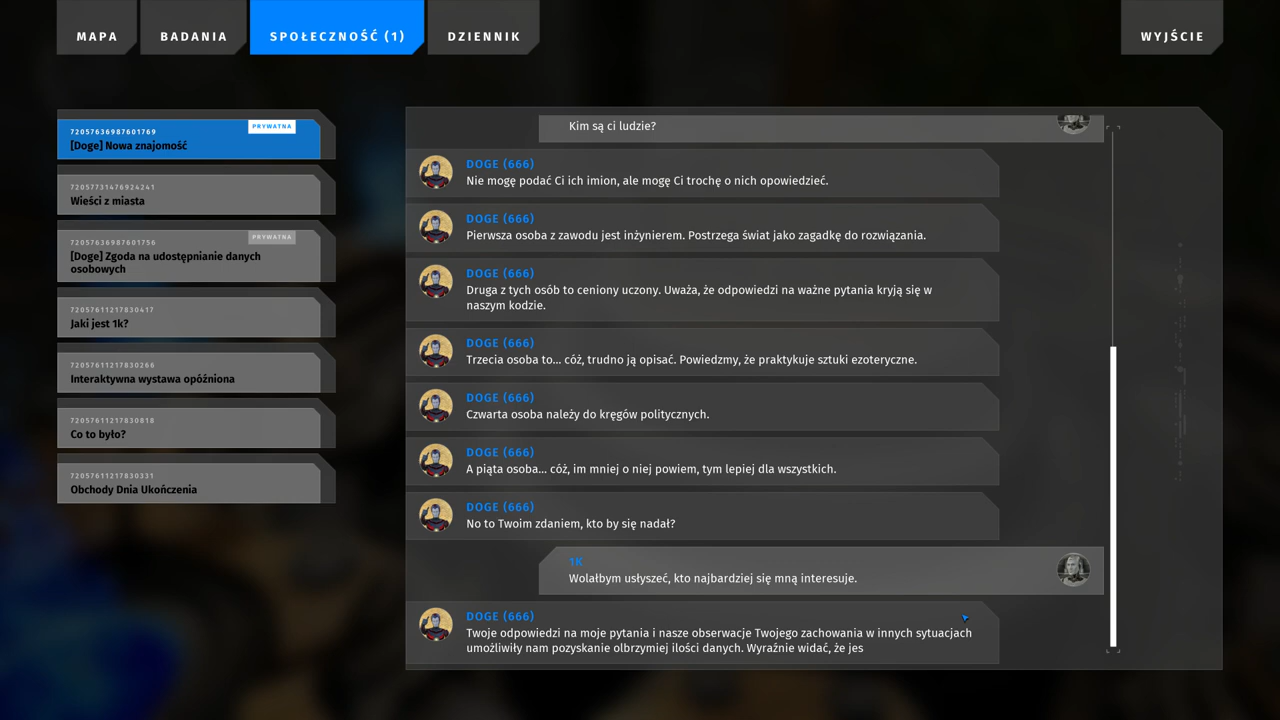 MAPA
BADANIA
SPOŁECZNOŚĆ (1)
DZIENNIK
WYJŚCIE
72057636987601769
PRYWATNA
[Doge] Nowa znajomość
72057731476924241
Wieści z miasta
72057636987601756
PRYWATNA
[Doge] Zgoda na udostępnianie danych
osobowych
72057611217830417
Jaki jest 1k?
72057611217830266
Interaktywna wystawa opóźniona
72057611217830818
Co to było?
72057611217830331
Obchody Dnia Ukończenia
Kim są ci ludzie?
DOGE (666)
Nie mogę podać Ci ich imion, ale mogę Ci trochę o nich opowiedzieć.
DOGE (666)
Pierwsza osoba z zawodu jest inżynierem. Postrzega świat jako zagadkę do rozwiązania.
DOGE (666)
Druga z tych osób to ceniony uczony. Uważa, że odpowiedzi na ważne pytania kryją się w
naszym kodzie.
DOGE (666)
Trzecia osoba to... cóż, trudno ją opisać. Powiedzmy, że praktykuje sztuki ezoteryczne.
DOGE (666)
Czwarta osoba należy do kręgów politycznych.
DOGE (666)
A piąta osoba... cóż, im mniej o niej powiem, tym lepiej dla wszystkich.
DOGE (666)
No to Twoim zdaniem, kto by się nadał?
1K
Wolałbym usłyszeć, kto najbardziej się mną interesuje.
DOGE (666)
Twoje odpowiedzi na moje pytania i nasze obserwacje Twojego zachowania w innych sytuacjach
umożliwiły nam pozyskanie olbrzymiej ilości danych. Wyraźnie widać, że jes